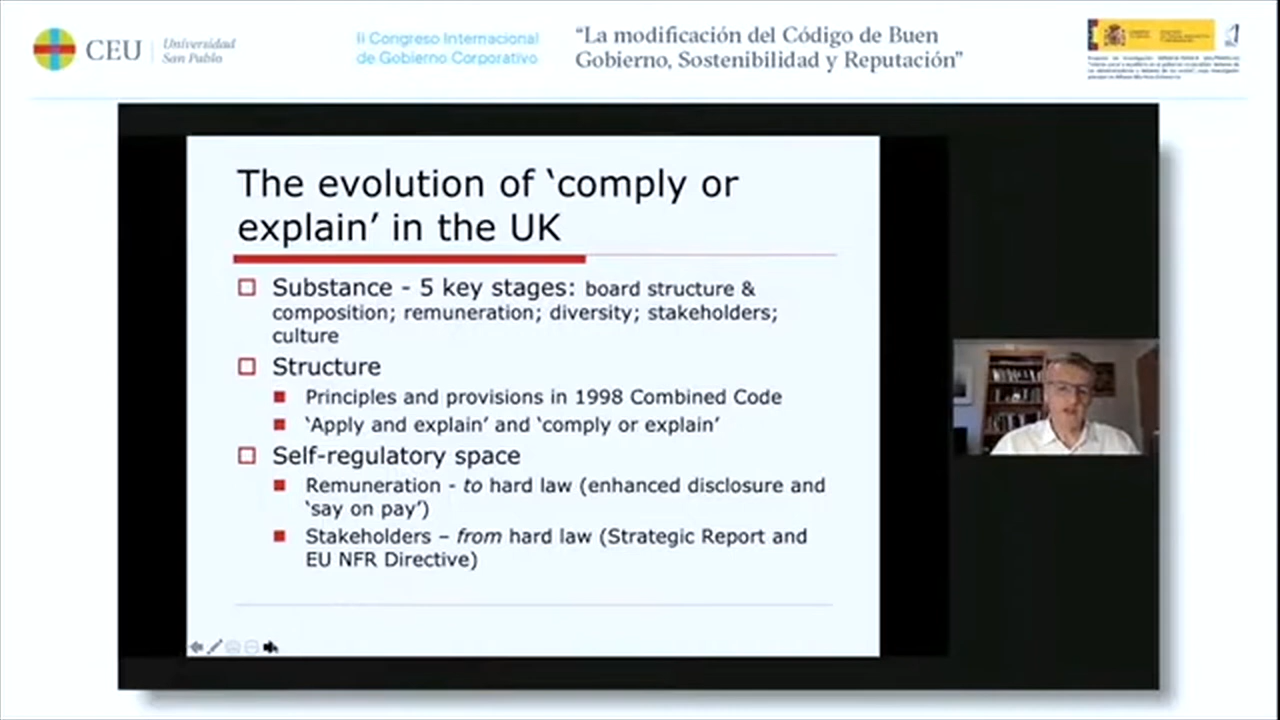 CEU
Universidad
San Pablo
II Congreso Internacional
de Gobierno Corporativo
“La modificación del Código de Buen
Gobierno, Sostenibilidad y Reputación”
The evolution of ‘comply or
explain’ in the UK
Substance - 5 key stages: board structure &
composition; remuneration; diversity; stakeholders;
culture
Structure
Principles and provisions in 1998 Combined Code
‘Apply and explain’ and ‘comply or explain’
Self-regulatory space
Remuneration - to hard law (enhanced disclosure and
‘say on pay’)
Stakeholders – from hard law (Strategic Report and
EU NFR Directive)